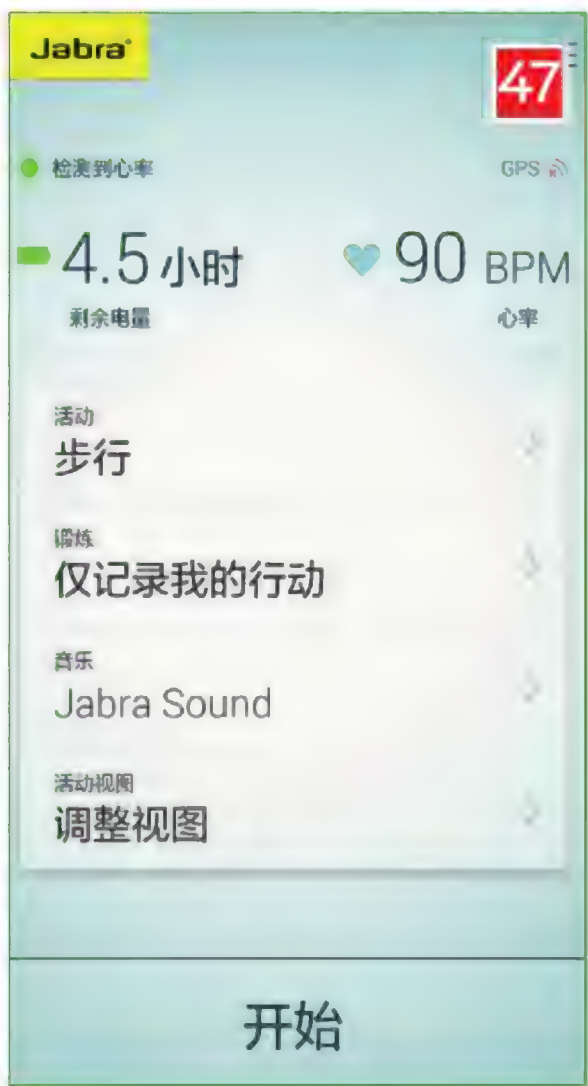 Jabra
47
检测到心率
GPS
4.5 小时
90 BPM
剩余电量
心率
活动
步行
锻炼
仅记录我的行动
音乐
Jabra Sound
活动视图
调整视图
开始